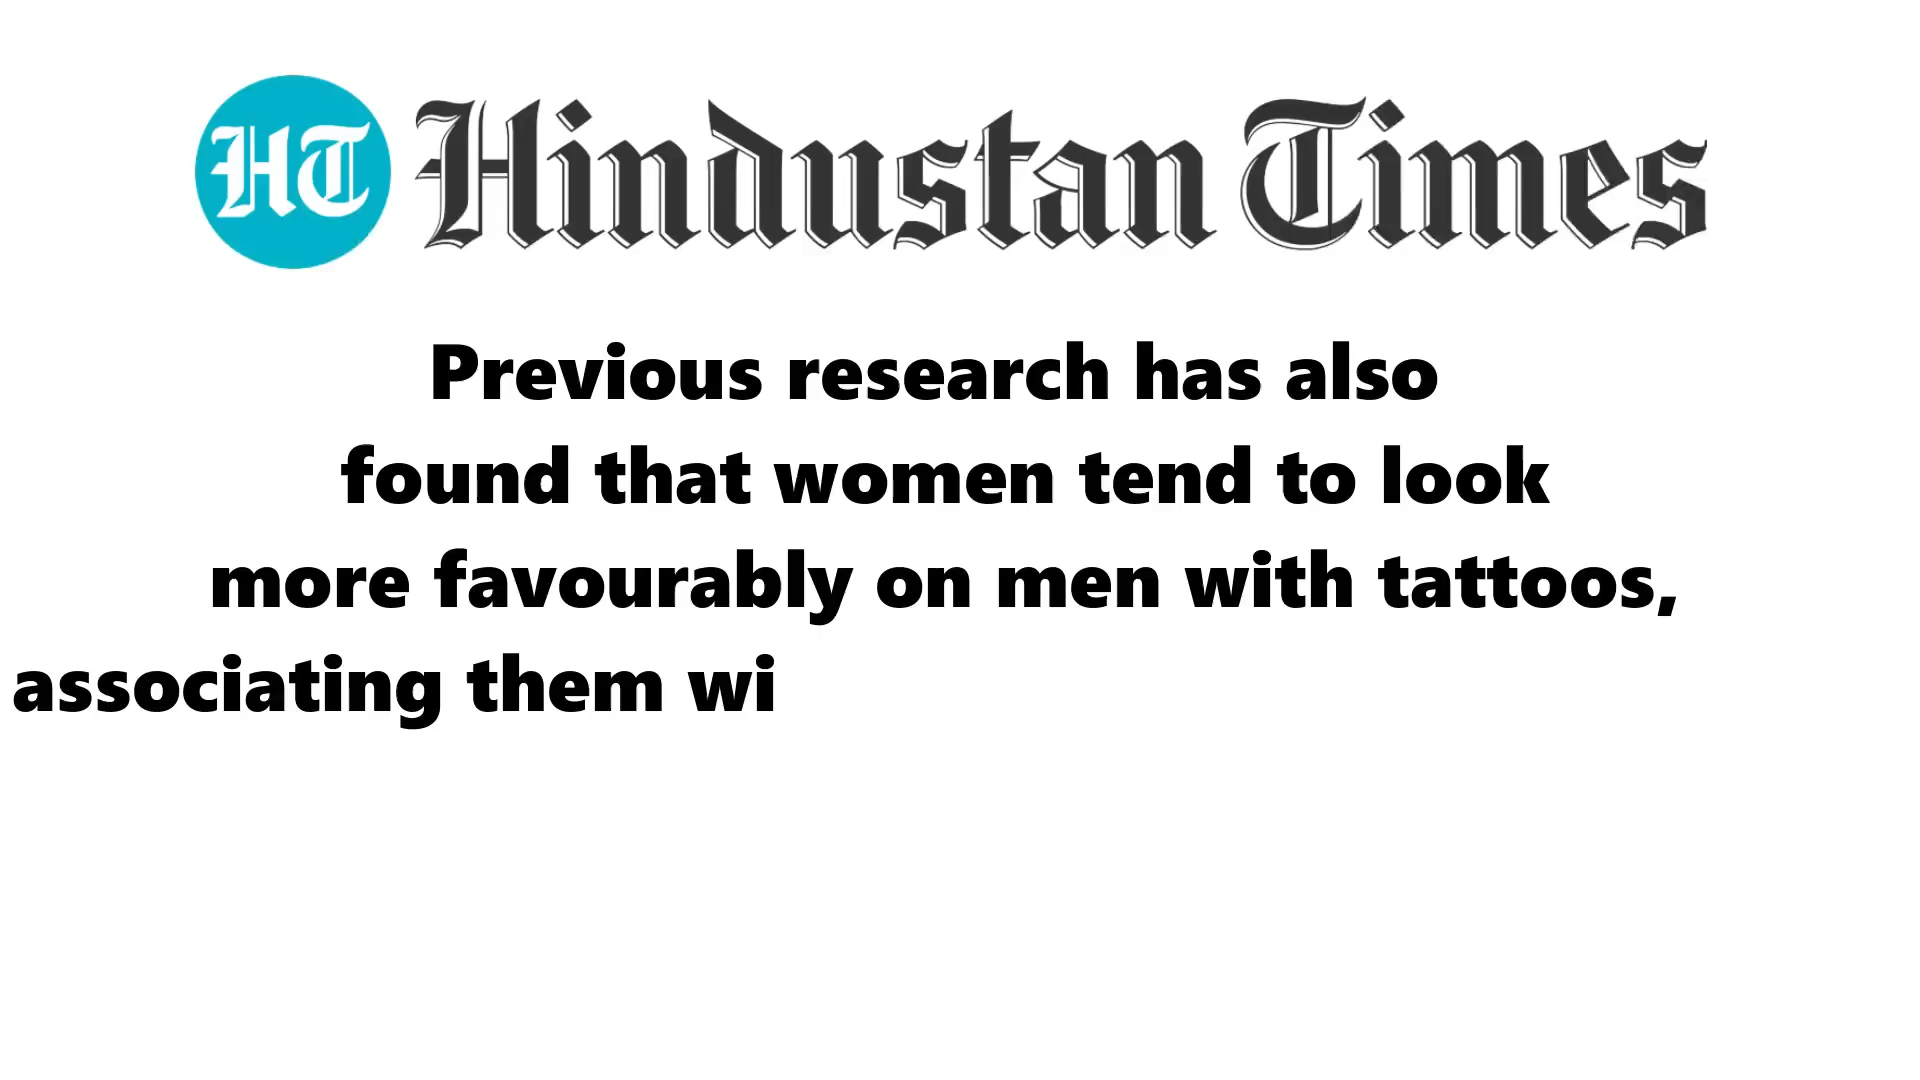 HT Hindustan Times
Previous research has also
found that women tend to look
more favourably on men with tattoos,
associating them wi